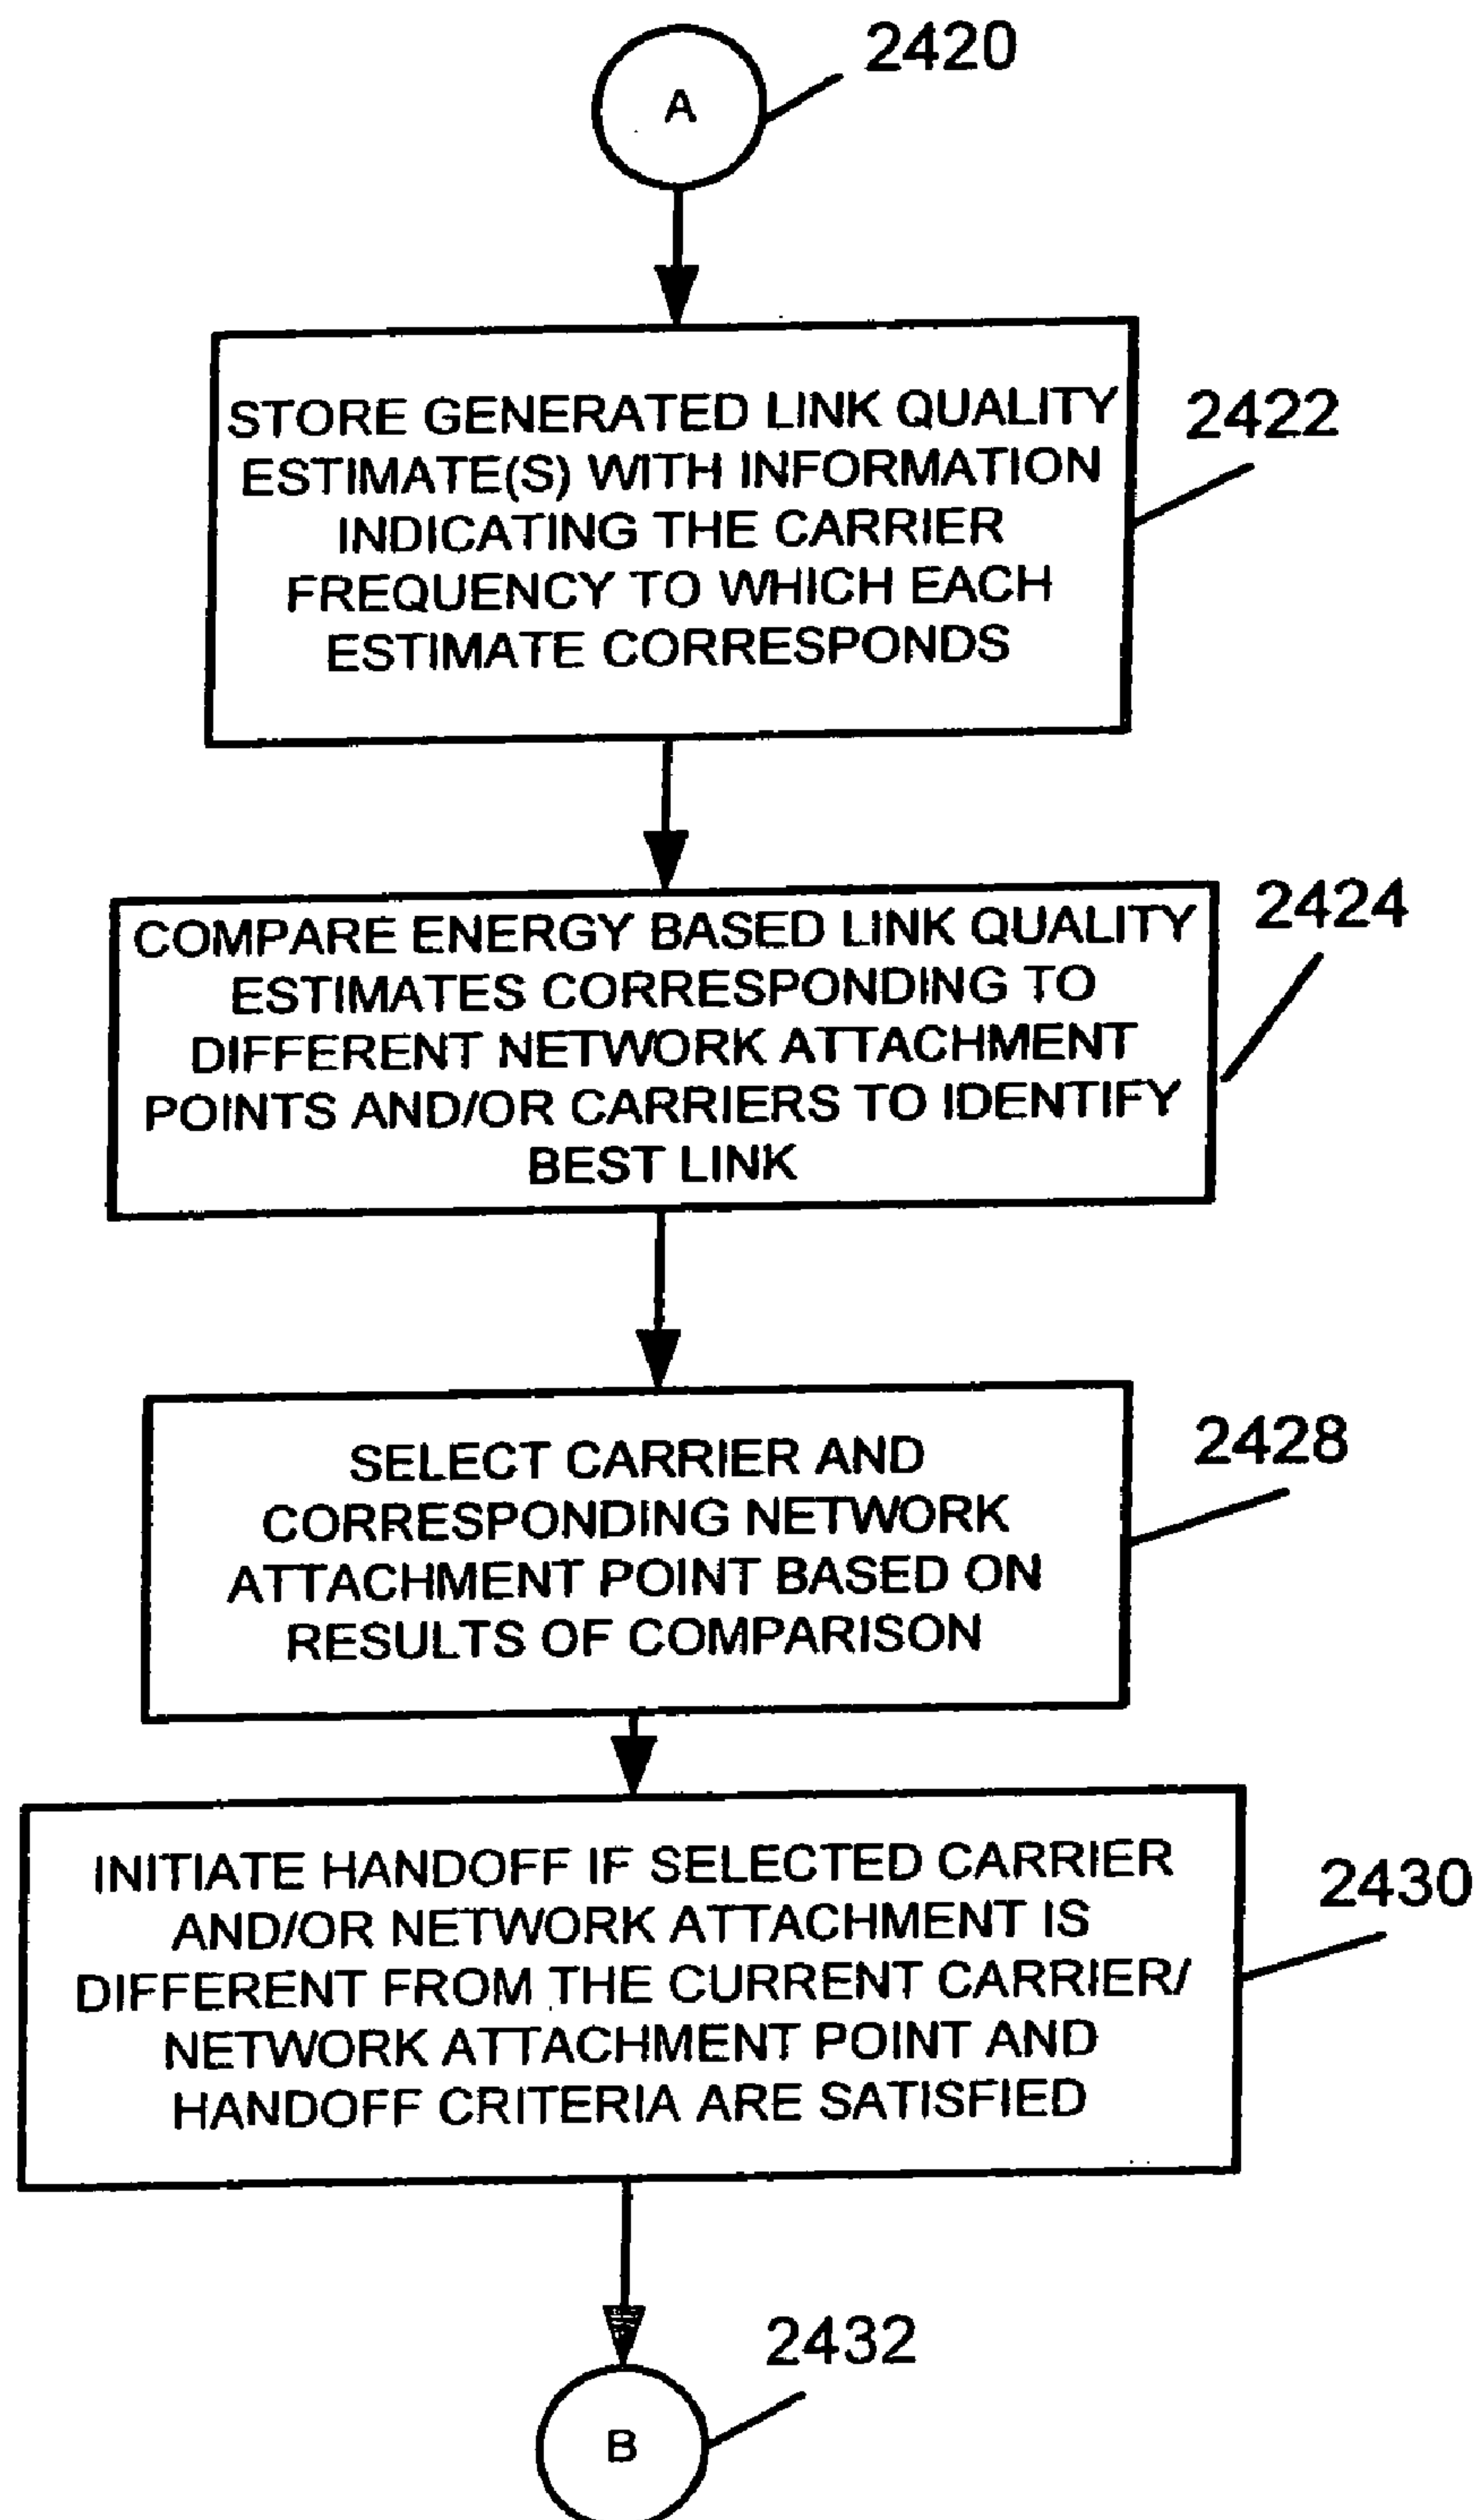 A
2420
STORE GENERATED LINK QUALITY
ESTIMATE(S) WITH INFORMATION
INDICATING THE CARRIER
FREQUENCY TO WHICH EACH
ESTIMATE CORRESPONDS
2422
COMPARE ENERGY BASED LINK QUALITY
ESTIMATES CORRESPONDING TO
DIFFERENT NETWORK ATTACHMENT
POINTS AND/OR CARRIERS TO IDENTIFY
BEST LINK
2424
SELECT CARRIER AND
CORRESPONDING NETWORK
ATTACHMENT POINT BASED ON
RESULTS OF COMPARISON
2428
INITIATE HANDOFF IF SELECTED CARRIER
AND/OR NETWORK ATTACHMENT IS
DIFFERENT FROM THE CURRENT CARRIER/
NETWORK ATTACHMENT POINT AND
HANDOFF CRITERIA ARE SATISFIED
2430
B
2432